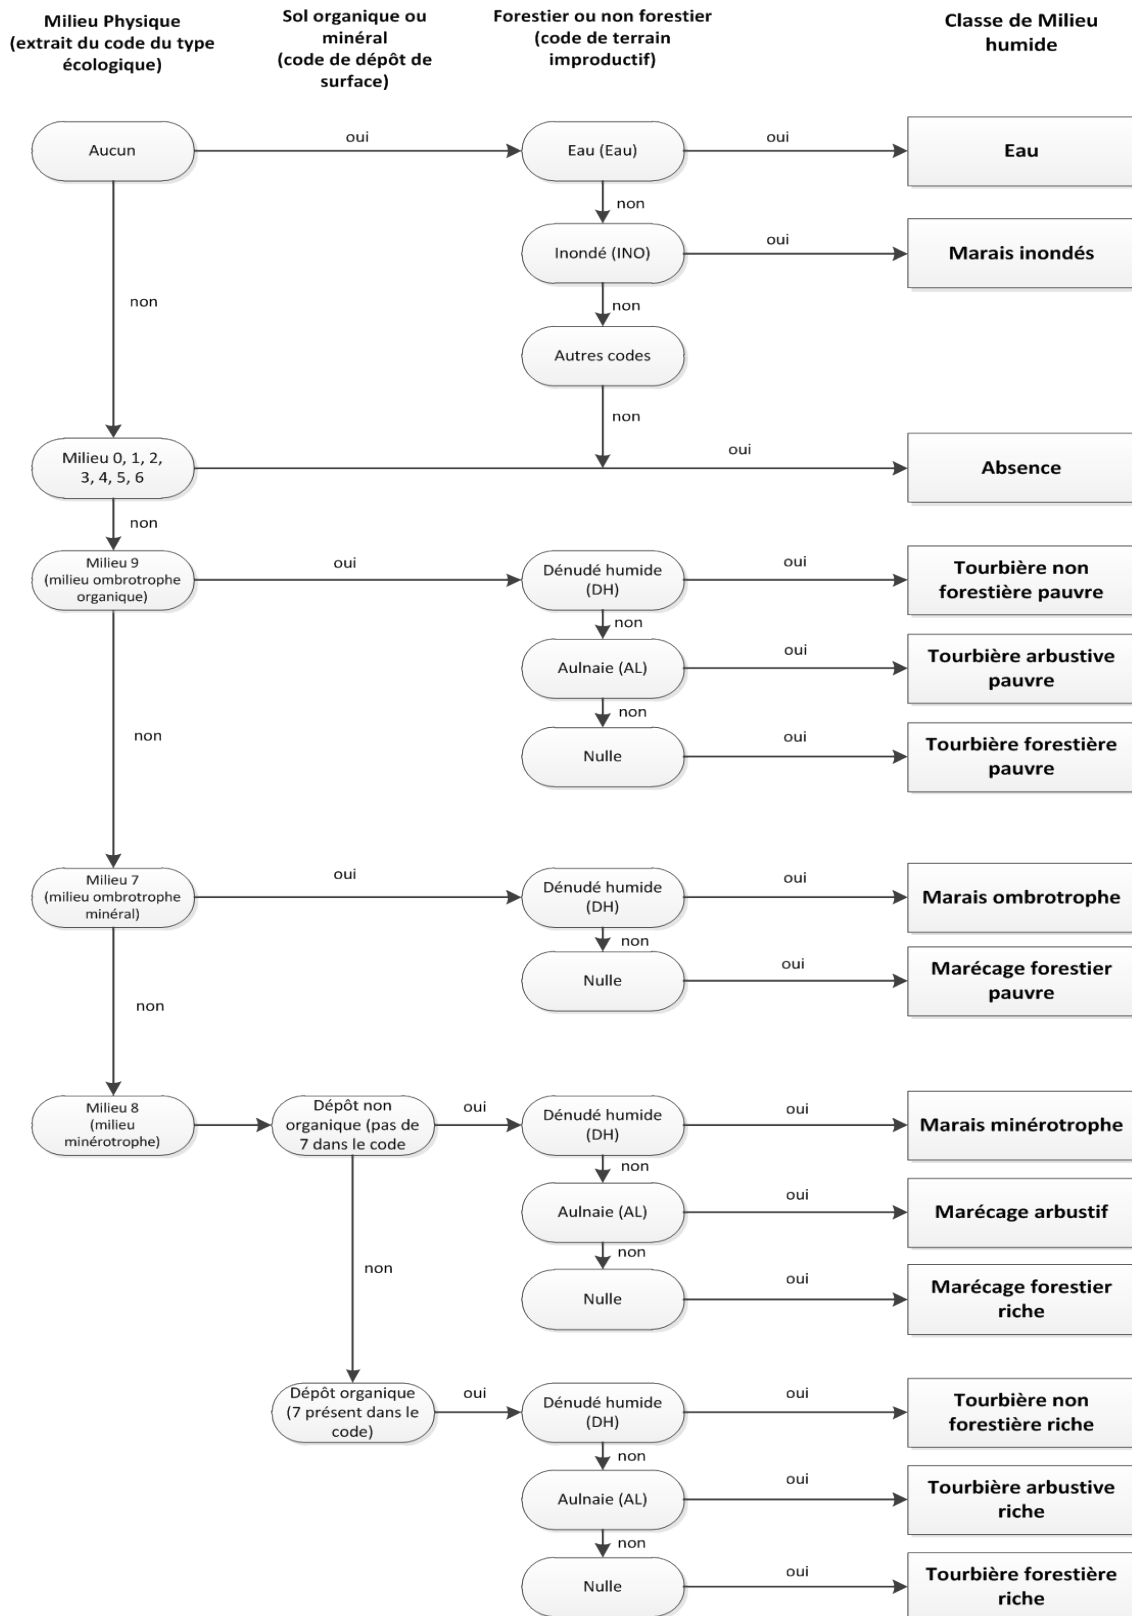 Milieu Physique
(extrait du code du type
écologique)
Sol organique ou
minéral
(code de dépôt de
surface)
Forestier ou non forestier
(code de terrain
improductif)
Classe de Milieu
humide
Aucun
oui
Eau (Eau)
oui
Eau
non
Inondé (INO)
oui
Marais inondés
non
non
Autres codes
non
Milieu 0, 1, 2,
3, 4, 5, 6
oui
Absence
non
Milieu 9
(milieu ombrotrophe
organique)
oui
Dénudé humide
(DH)
oui
Tourbière non
forestière pauvre
non
Aulnaie (AL)
oui
Tourbière arbustive
pauvre
non
non
Nulle
oui
Tourbière forestière
pauvre
Milieu 7
(milieu ombrotrophe
minéral)
oui
Dénudé humide
(DH)
oui
Marais ombrotrophe
non
Nulle
oui
Marécage forestier
pauvre
non
Milieu 8
(milieu
minérotrophe)
Dépôt non
organique (pas de
7 dans le code
oui
Dénudé humide
(DH)
oui
Marais minérotrophe
non
Aulnaie (AL)
oui
Marécage arbustif
non
non
Nulle
oui
Marécage forestier
riche
Dépôt organique
(7 présent dans le
code)
oui
Dénudé humide
(DH)
oui
Tourbière non
forestière riche
non
Aulnaie (AL)
oui
Tourbière arbustive
riche
non
Nulle
oui
Tourbière forestière
riche